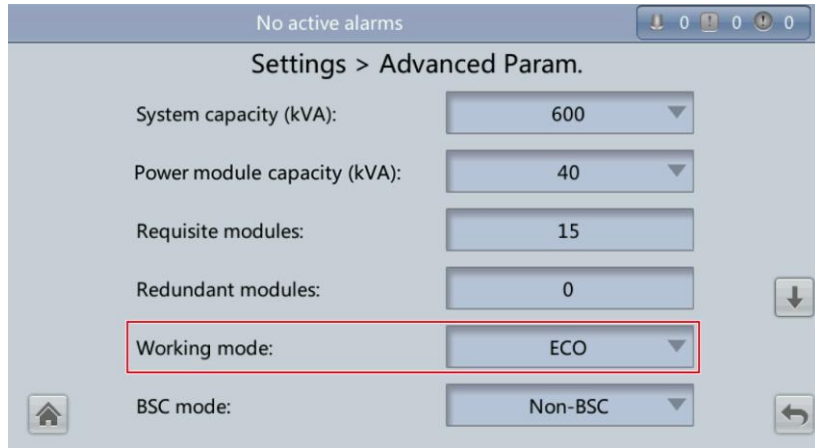 No active alarms 0 0 0
Settings > Advanced Param.
System capacity (kVA): 600
Power module capacity (kVA): 40
Requisite modules: 15
Redundant modules: 0
Working mode: ECO
BSC mode: Non-BSC